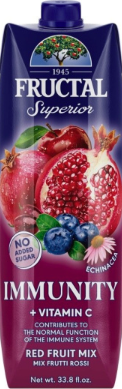 1945
FRUCTAL
Superior
NO
ADDED
SUGAR
ECHINACEA
IMMUNITY
+ VITAMIN C
CONTRIBUTES TO
THE NORMAL FUNCTION
OF THE IMMUNE SYSTEM
RED FRUIT MIX
MIX FRUTTI ROSSI
Net content: 33.8 fl. oz.